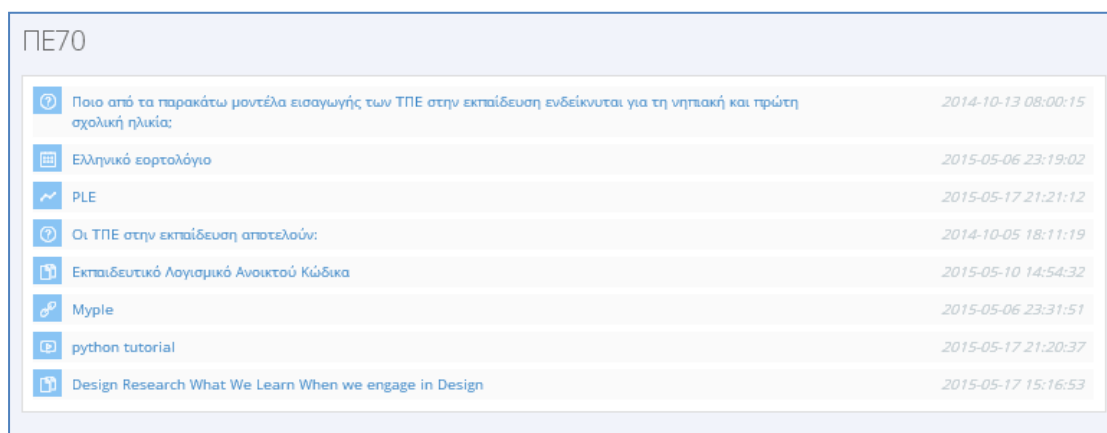 ΠΕ70
Ποιο από τα παρακάτω μοντέλα εισαγωγής των ΤΠΕ στην εκπαίδευση ενδείκνυται για τη νηπιακή και πρώτη
σχολική ηλικία;
2014-10-13 08:00:15
Ελληνικό εορτολόγιο 2015-05-06 23:19:02
PLE 2015-05-17 21:21:12
Οι ΤΠΕ στην εκπαίδευση αποτελούν: 2014-10-05 18:11:19
Εκπαιδευτικό Λογισμικό Ανοικτού Κώδικα 2015-05-10 14:54:32
Myple 2015-05-06 23:31:51
python tutorial 2015-05-17 21:20:37
Design Research What We Learn When we engage in Design 2015-05-17 15:16:53